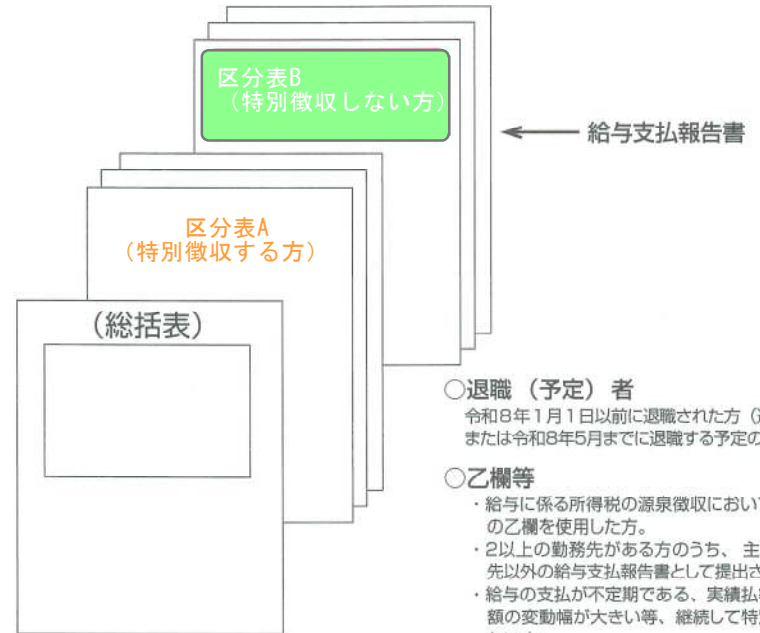 区分表B
(特別徴収しない方)
給与支払報告書
区分表A
(特別徴収する方)
(総括表)
○退職 (予定) 者
令和8年1月1日以前に退職された方
または令和8年5月までに退職する予定の
○乙欄等
・給与に係る所得税の源泉徴収におい
の乙欄を使用した方。
・2以上の勤務先がある方のうち、主
先以外の給与支払報告書として提出さ
・給与の支払が不定期である、実績払
額の変動幅が大きい等、継続して特